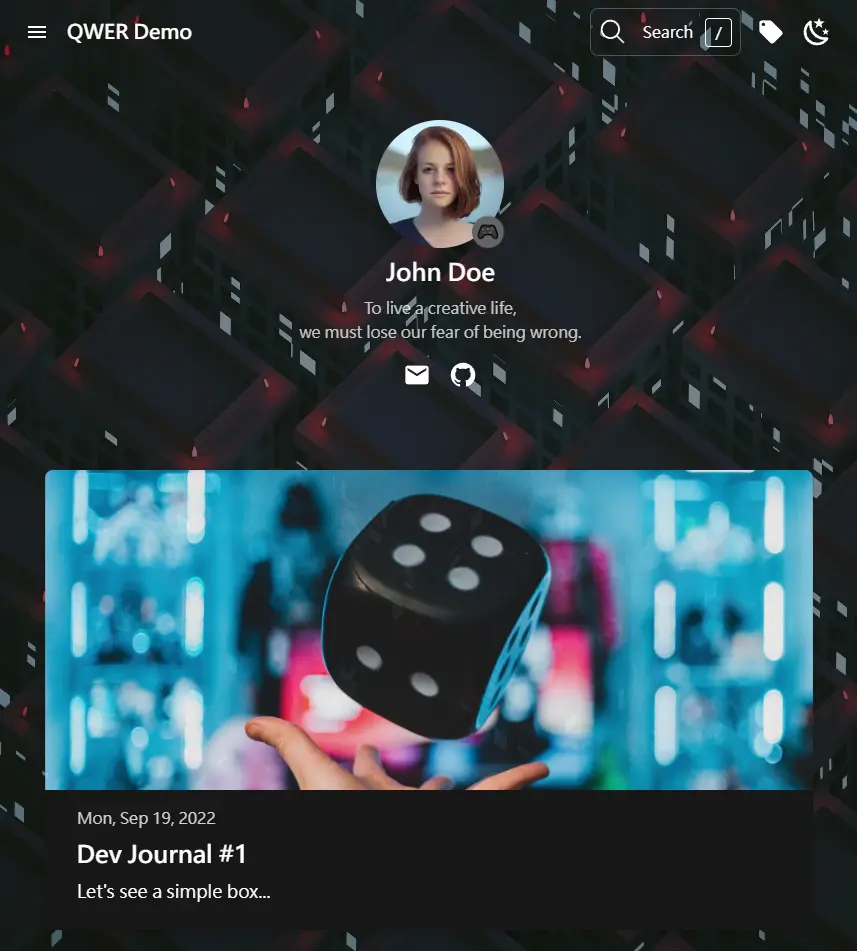 QWER Demo
Search /
John Doe
To live a creative life,
we must lose our fear of being wrong.
Mon, Sep 19, 2022
Dev Journal #1
Let's see a simple box...